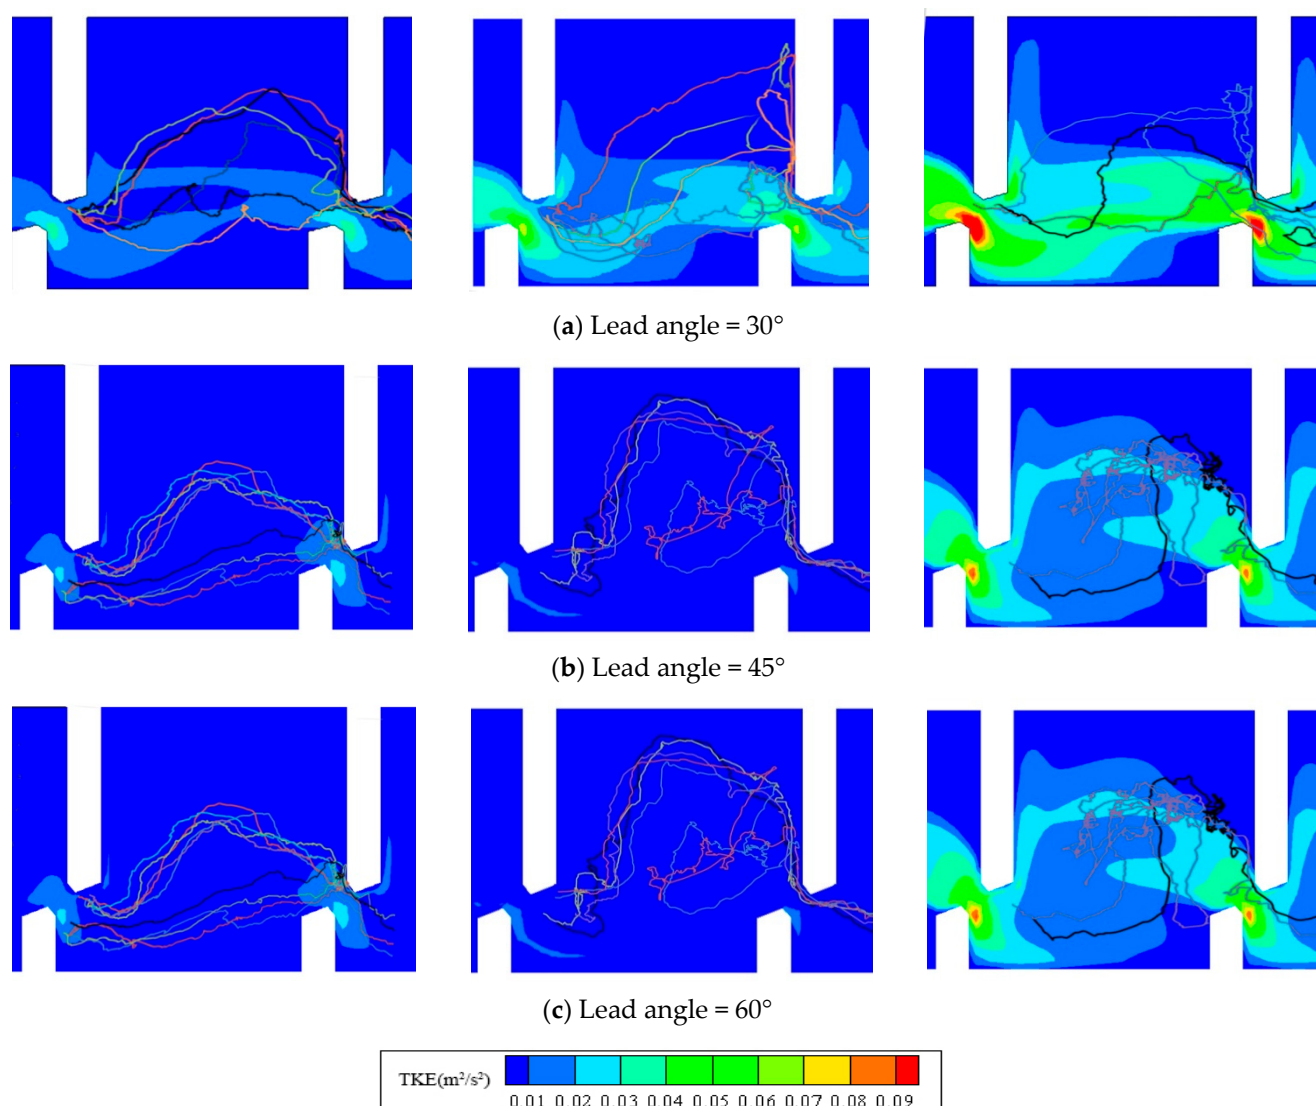 (a) Lead angle = 30°
(b) Lead angle = 45°
(c) Lead angle = 60°
TKE(m²/s²)
0.01 0.02 0.03 0.04 0.05 0.06 0.07 0.08 0.09